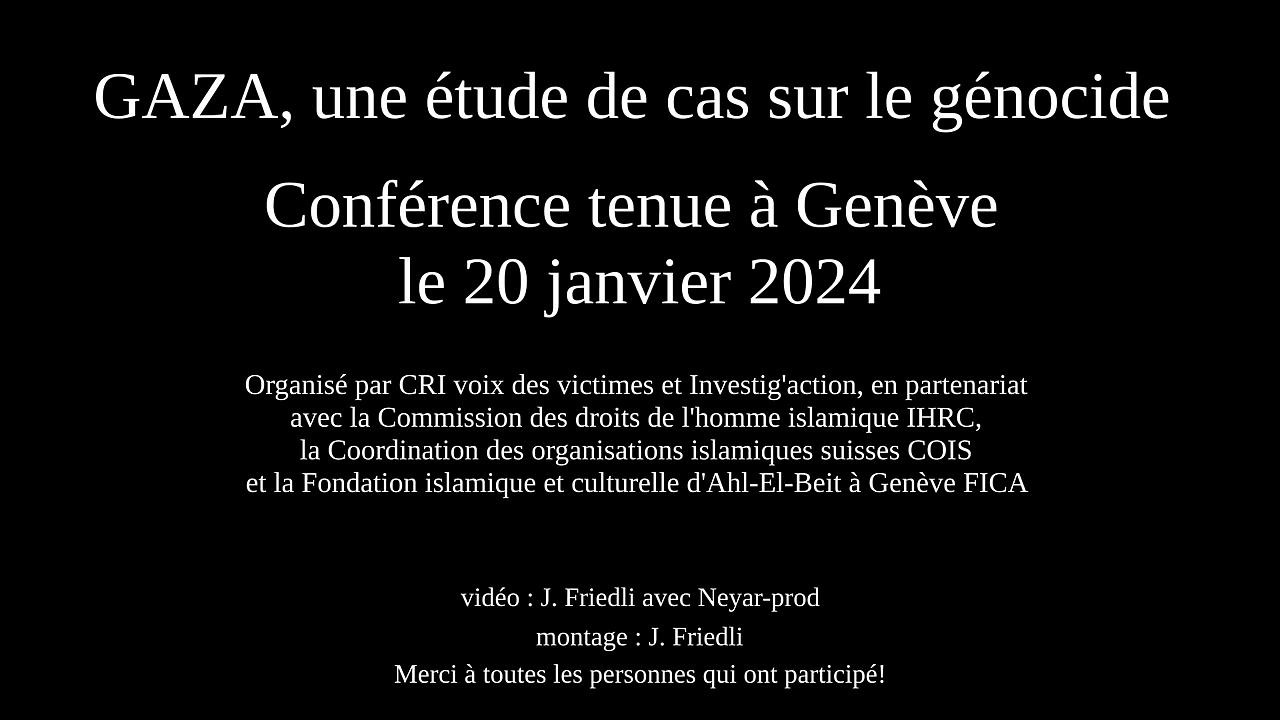 GAZA, une étude de cas sur le génocide
Conférence tenue à Genève
le 20 janvier 2024
Organisé par CRI voix des victimes et Investig'action, en partenariat
avec la Commission des droits de l'homme islamique IHRC,
la Coordination des organisations islamiques suisses COIS
et la Fondation islamique et culturelle d'Ahl-El-Beit à Genève FICA
vidéo : J. Friedli avec Neyar-prod
montage : J. Friedli
Merci à toutes les personnes qui ont participé!